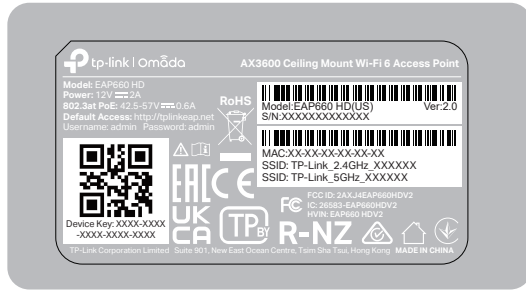 tp-link | omada
AX3600 Ceiling Mount Wi-Fi 6 Access Point
Model: EAP660 HD
Power: 12V ⎓ 2A
802.3at PoE: 42.5-57V ⎓ 0.6A
Default Access: http://tplinkeap.net
Username: admin Password: admin
RoHS
Model:EAP660 HD(US) Ver:2.0
S/N:XXXXXXXXXXXXX
MAC:XX-XX-XX-XX-XX-XX
SSID: TP-Link_2.4GHz_XXXXXX
SSID: TP-Link_5GHz_XXXXXX
Device Key: XXXX-XXXX
-XXXX-XXXX-XXXX
EAC CE
UK
CA
TP
BY
FC
FCC ID: 2AXJ4EAP660HDV2
IC: 26583-EAP660HDV2
HVIN: EAP660 HDV2
R-NZ
TP-Link Corporation Limited Suite 901, New East Ocean Centre, Tsim Sha Tsui, Hong Kong MADE IN CHINA